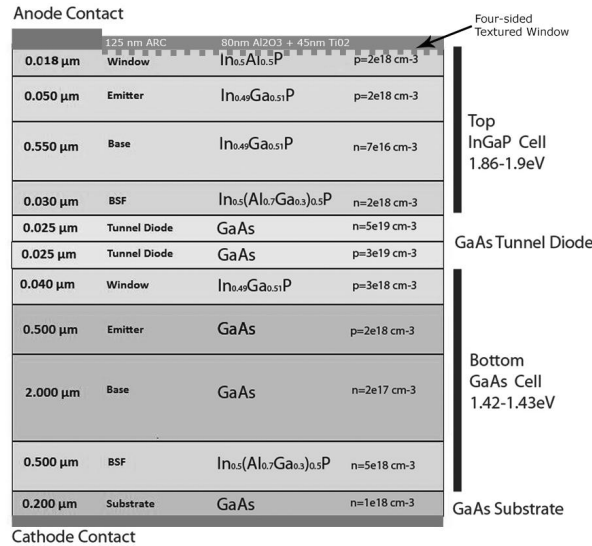 Anode Contact
Four-sided
Textured Window
125 nm ARC 80nm Al2O3 + 45nm TiO2
0.018 μm Window In0.5Al0.5P p=2e18 cm-3
0.050 μm Emitter In0.49Ga0.51P p=2e18 cm-3
0.550 μm Base In0.49Ga0.51P n=7e16 cm-3
Top
InGaP Cell
1.86-1.9eV
0.030 μm BSF In0.5(Al0.7Ga0.3)0.5P n=2e18 cm-3
0.025 μm Tunnel Diode GaAs n=5e19 cm-3
0.025 μm Tunnel Diode GaAs p=3e19 cm-3
GaAs Tunnel Diode
0.040 μm Window In0.49Ga0.51P p=3e18 cm-3
0.500 μm Emitter GaAs p=2e18 cm-3
2.000 μm Base GaAs n=2e17 cm-3
Bottom
GaAs Cell
1.42-1.43eV
0.500 μm BSF In0.5(Al0.7Ga0.3)0.5P n=5e18 cm-3
0.200 μm Substrate GaAs n=1e18 cm-3
GaAs Substrate
Cathode Contact